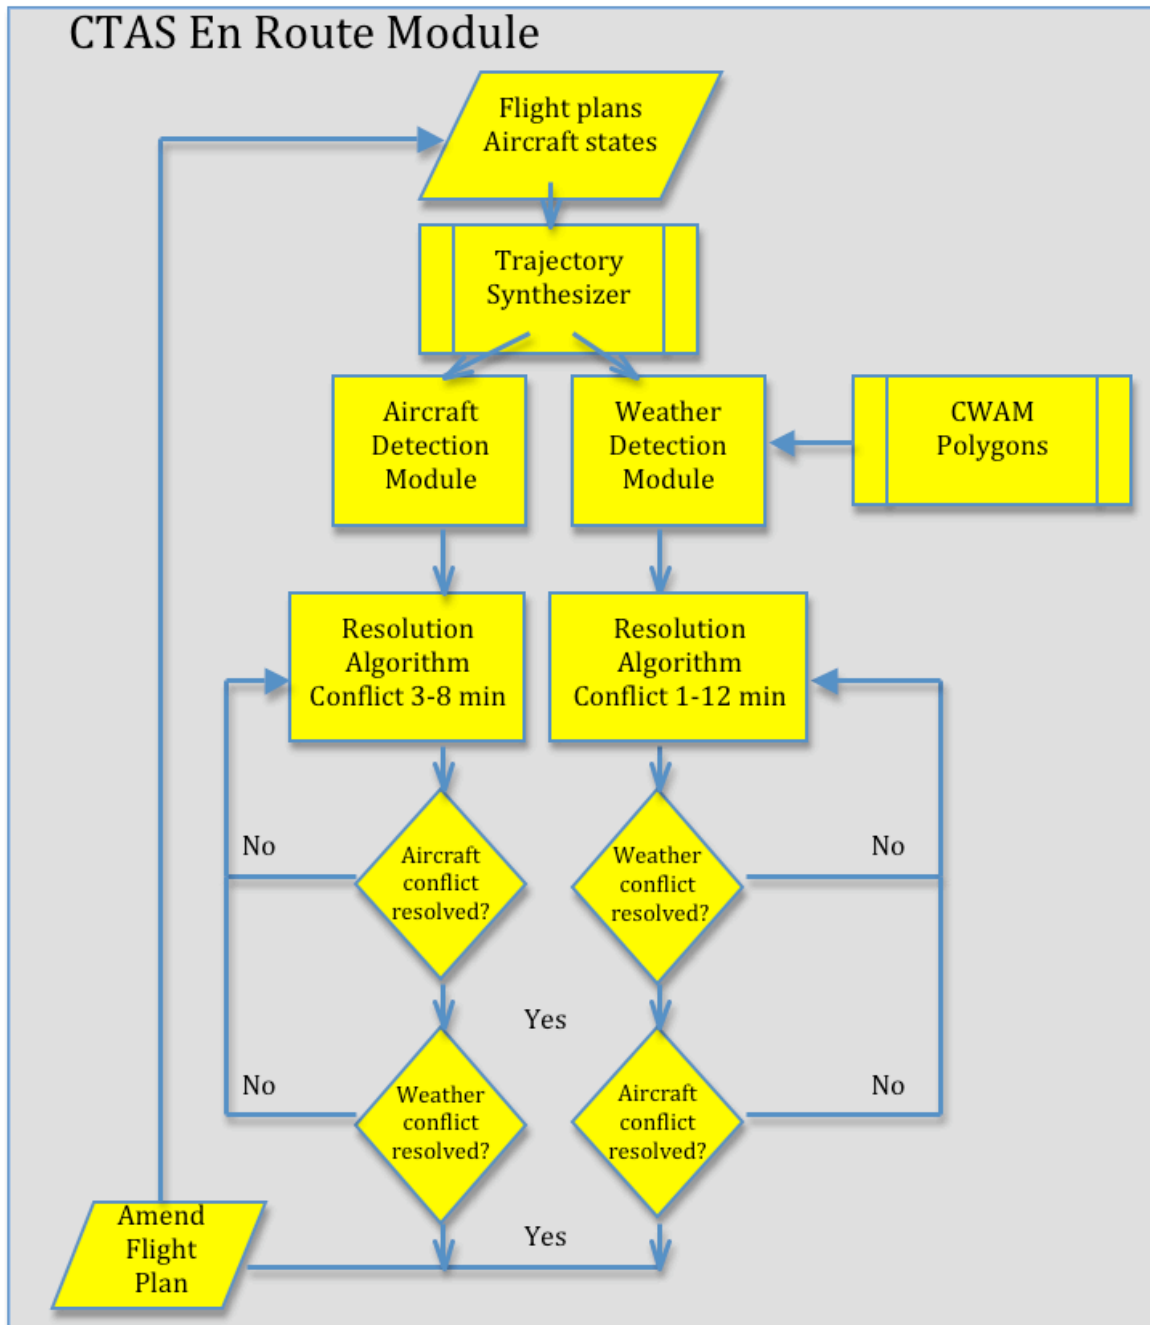 CTAS En Route Module
Flight plans
Aircraft states
Trajectory
Synthesizer
Aircraft
Detection
Module
Weather
Detection
Module
CWAM
Polygons
Resolution
Algorithm
Conflict 3-8 min
Resolution
Algorithm
Conflict 1-12 min
No
Aircraft
conflict
resolved?
Weather
conflict
resolved?
No
Yes
No
Weather
conflict
resolved?
Aircraft
conflict
resolved?
No
Amend
Flight
Plan
Yes